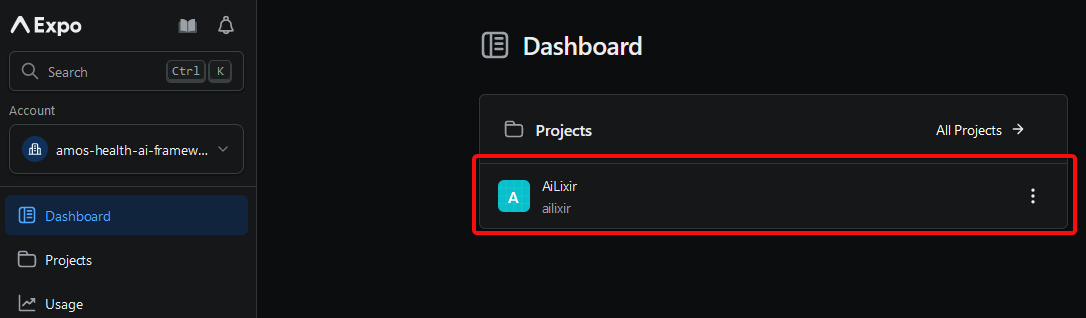 Expo
Search Ctrl K
Account
amos-health-ai-framew...
Dashboard
Projects
Usage
Dashboard
Projects All Projects
A AiLixir
ailixir